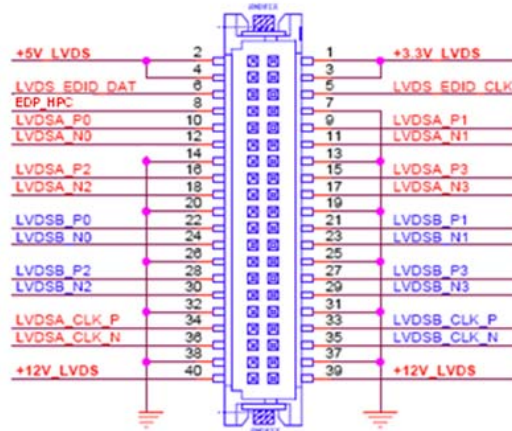 +5V_LVDS 2 1 +3.3V_LVDS
4 3
LVDS_EDID_DAT 6 5 LVDS_EDID_CLK
EDP_HPC 8 7
LVDSA_P0 10 9 LVDSA_P1
LVDSA_N0 12 11 LVDSA_N1
14 13
LVDSA_P2 16 15 LVDSA_P3
LVDSA_N2 18 17 LVDSA_N3
20 19
LVDSB_P0 22 21 LVDSB_P1
LVDSB_N0 24 23 LVDSB_N1
26 25
LVDSB_P2 28 27 LVDSB_P3
LVDSB_N2 30 29 LVDSB_N3
32 31
LVDSA_CLK_P 34 33 LVDSB_CLK_P
LVDSA_CLK_N 36 35 LVDSB_CLK_N
38 37
+12V_LVDS 40 39 +12V_LVDS